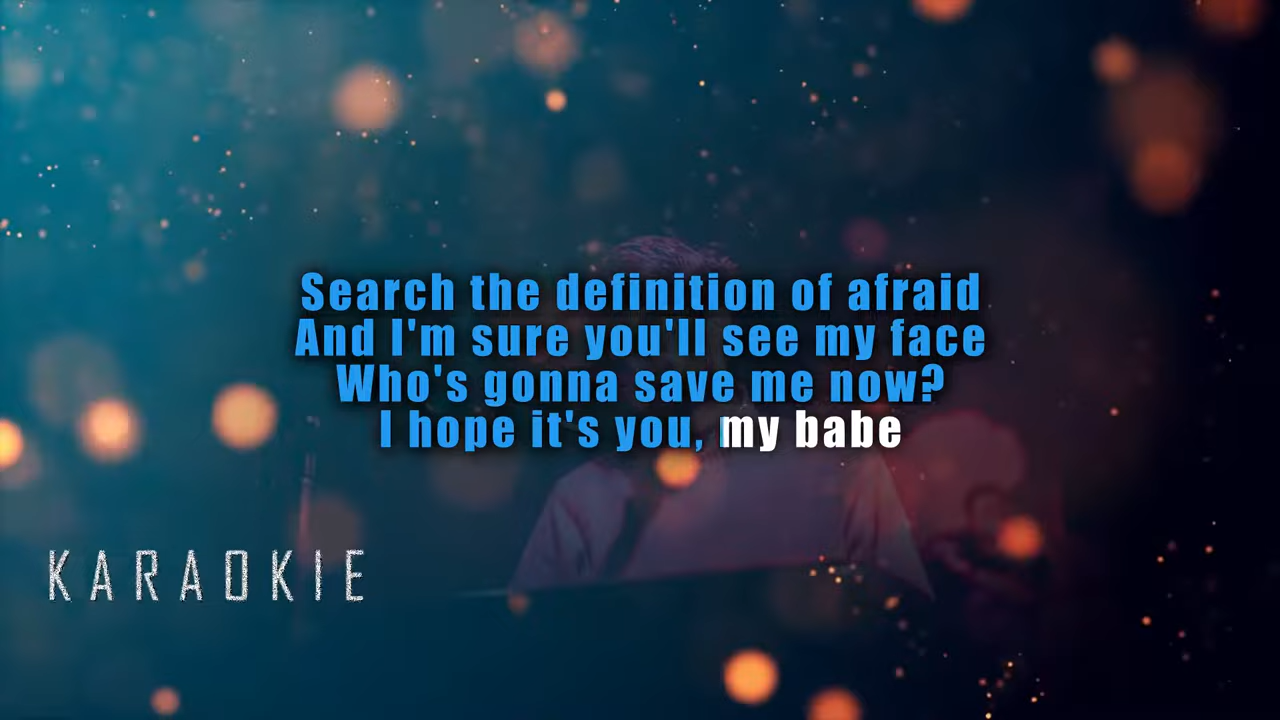 Search the definition of afraid
And I'm sure you'll see my face
Who's gonna save me now?
I hope it's you, my babe
KARAOKIE